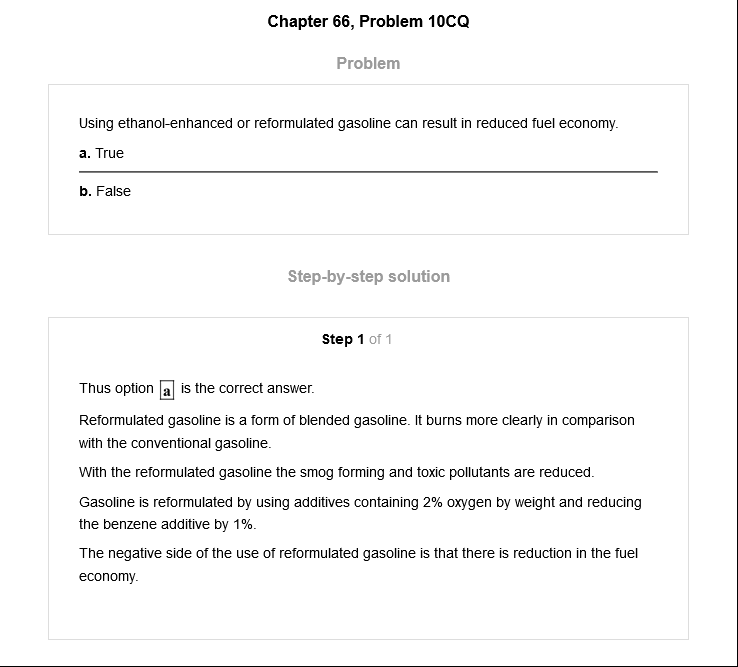 Chapter 66, Problem 10CQ
Problem
Using ethanol-enhanced or reformulated gasoline can result in reduced fuel economy.
a. True
b. False
Step-by-step solution
Step 1 of 1
Thus option a is the correct answer.
Reformulated gasoline is a form of blended gasoline. It burns more clearly in comparison
with the conventional gasoline.
With the reformulated gasoline the smog forming and toxic pollutants are reduced.
Gasoline is reformulated by using additives containing 2% oxygen by weight and reducing
the benzene additive by 1%.
The negative side of the use of reformulated gasoline is that there is reduction in the fuel
economy.